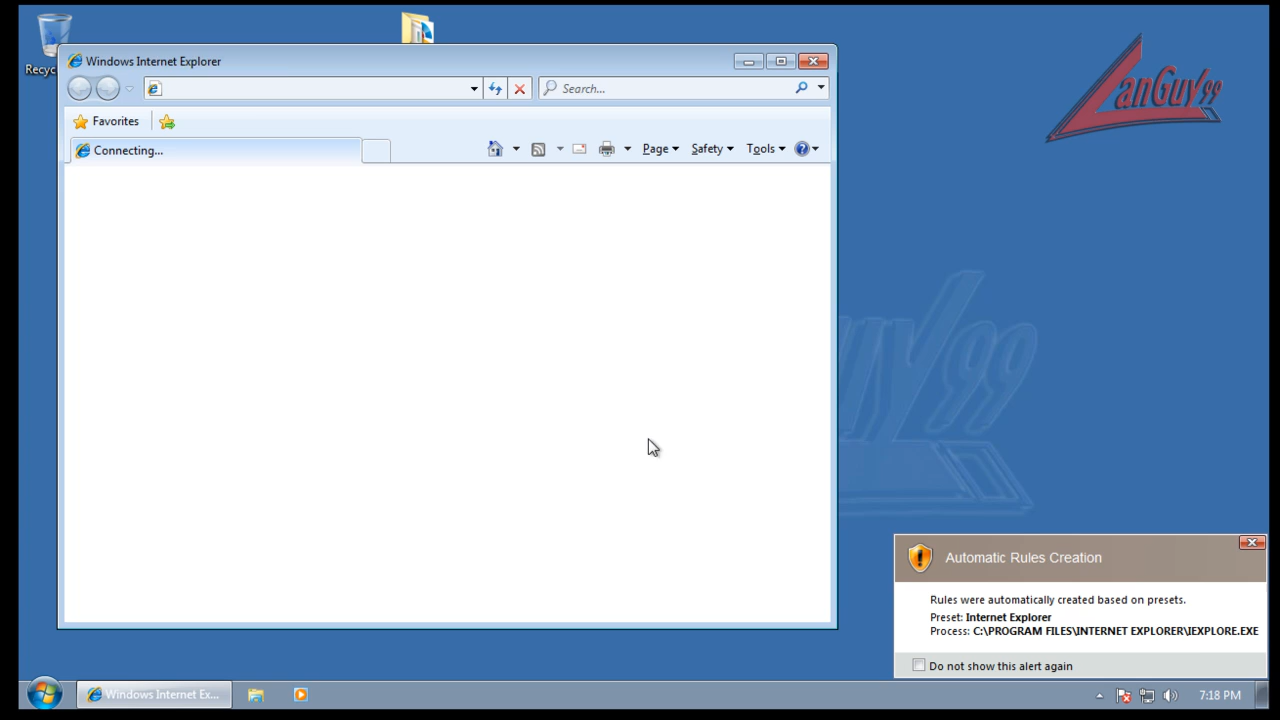 Recyc
Windows Internet Explorer
Search...
Favorites
Connecting...
Page
Safety
Tools
LanGuy99
Automatic Rules Creation
Rules were automatically created based on presets.
Preset: Internet Explorer
Process: C:\PROGRAM FILES\INTERNET EXPLORER\IEXPLORE.EXE
Do not show this alert again
Windows Internet Ex...
7:18 PM